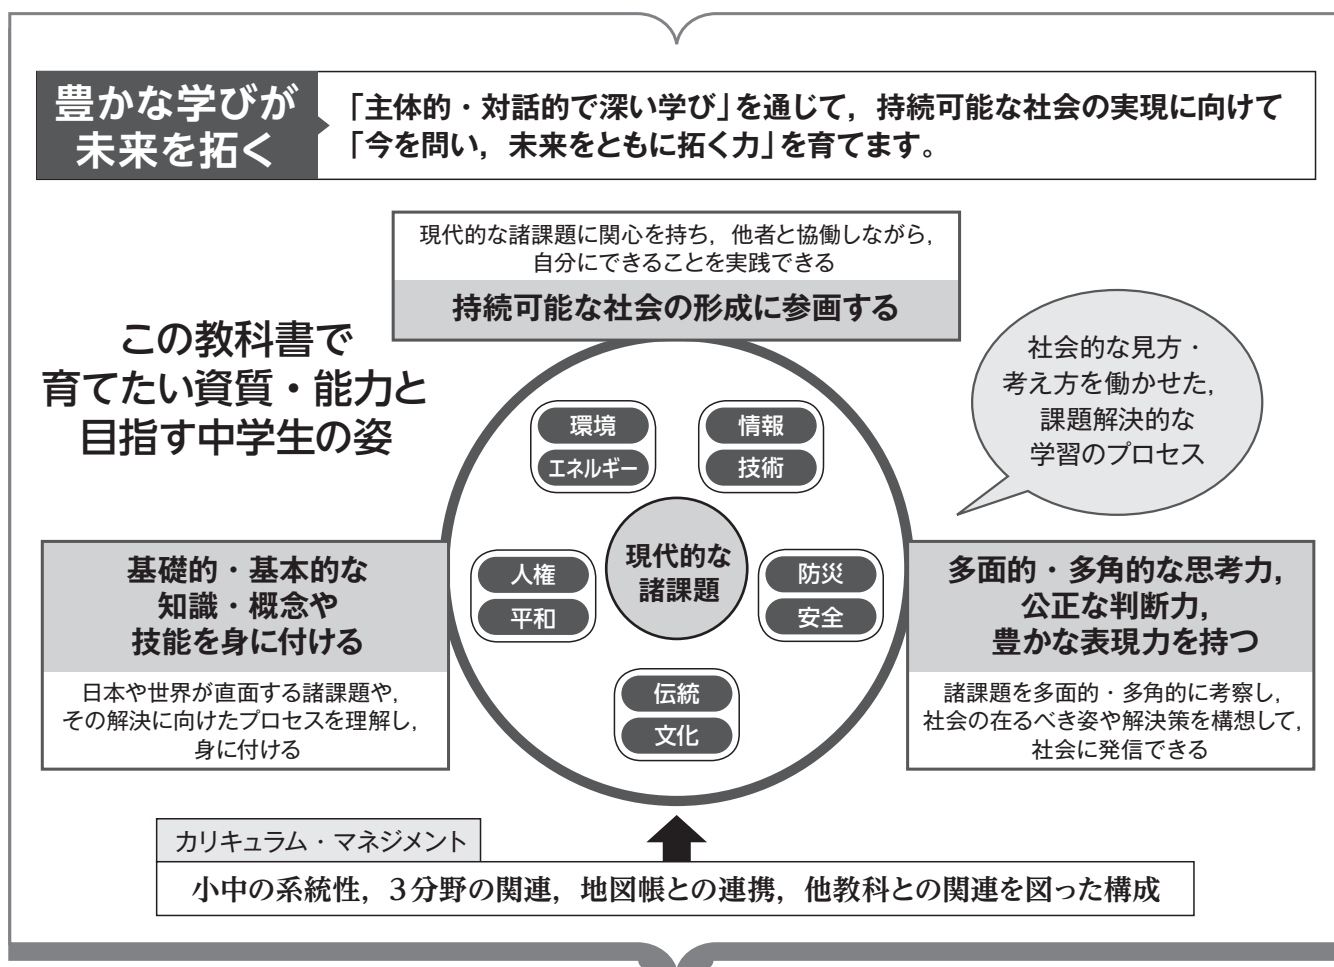 豊かな学びが
未来を拓く
「主体的・対話的で深い学び」を通じて，持続可能な社会の実現に向けて
「今を問い，未来をともに拓く力」を育てます。
現代的な諸課題に関心を持ち，他者と協働しながら，
自分にできることを実践できる
持続可能な社会の形成に参画する
この教科書で
育てたい資質・能力と
目指す中学生の姿
社会的な見方・
考え方を働かせた，
課題解決的な
学習のプロセス
環境
エネルギー
情報
技術
現代的な
諸課題
人権
平和
防災
安全
伝統
文化
基礎的・基本的な
知識・概念や
技能を身に付ける
日本や世界が直面する諸課題や，
その解決に向けたプロセスを理解し，
身に付ける
多面的・多角的な思考力，
公正な判断力，
豊かな表現力を持つ
諸課題を多面的・多角的に考察し，
社会の在るべき姿や解決策を構想して，
社会に発信できる
カリキュラム・マネジメント
小中の系統性，３分野の関連，地図帳との連携，他教科との関連を図った構成